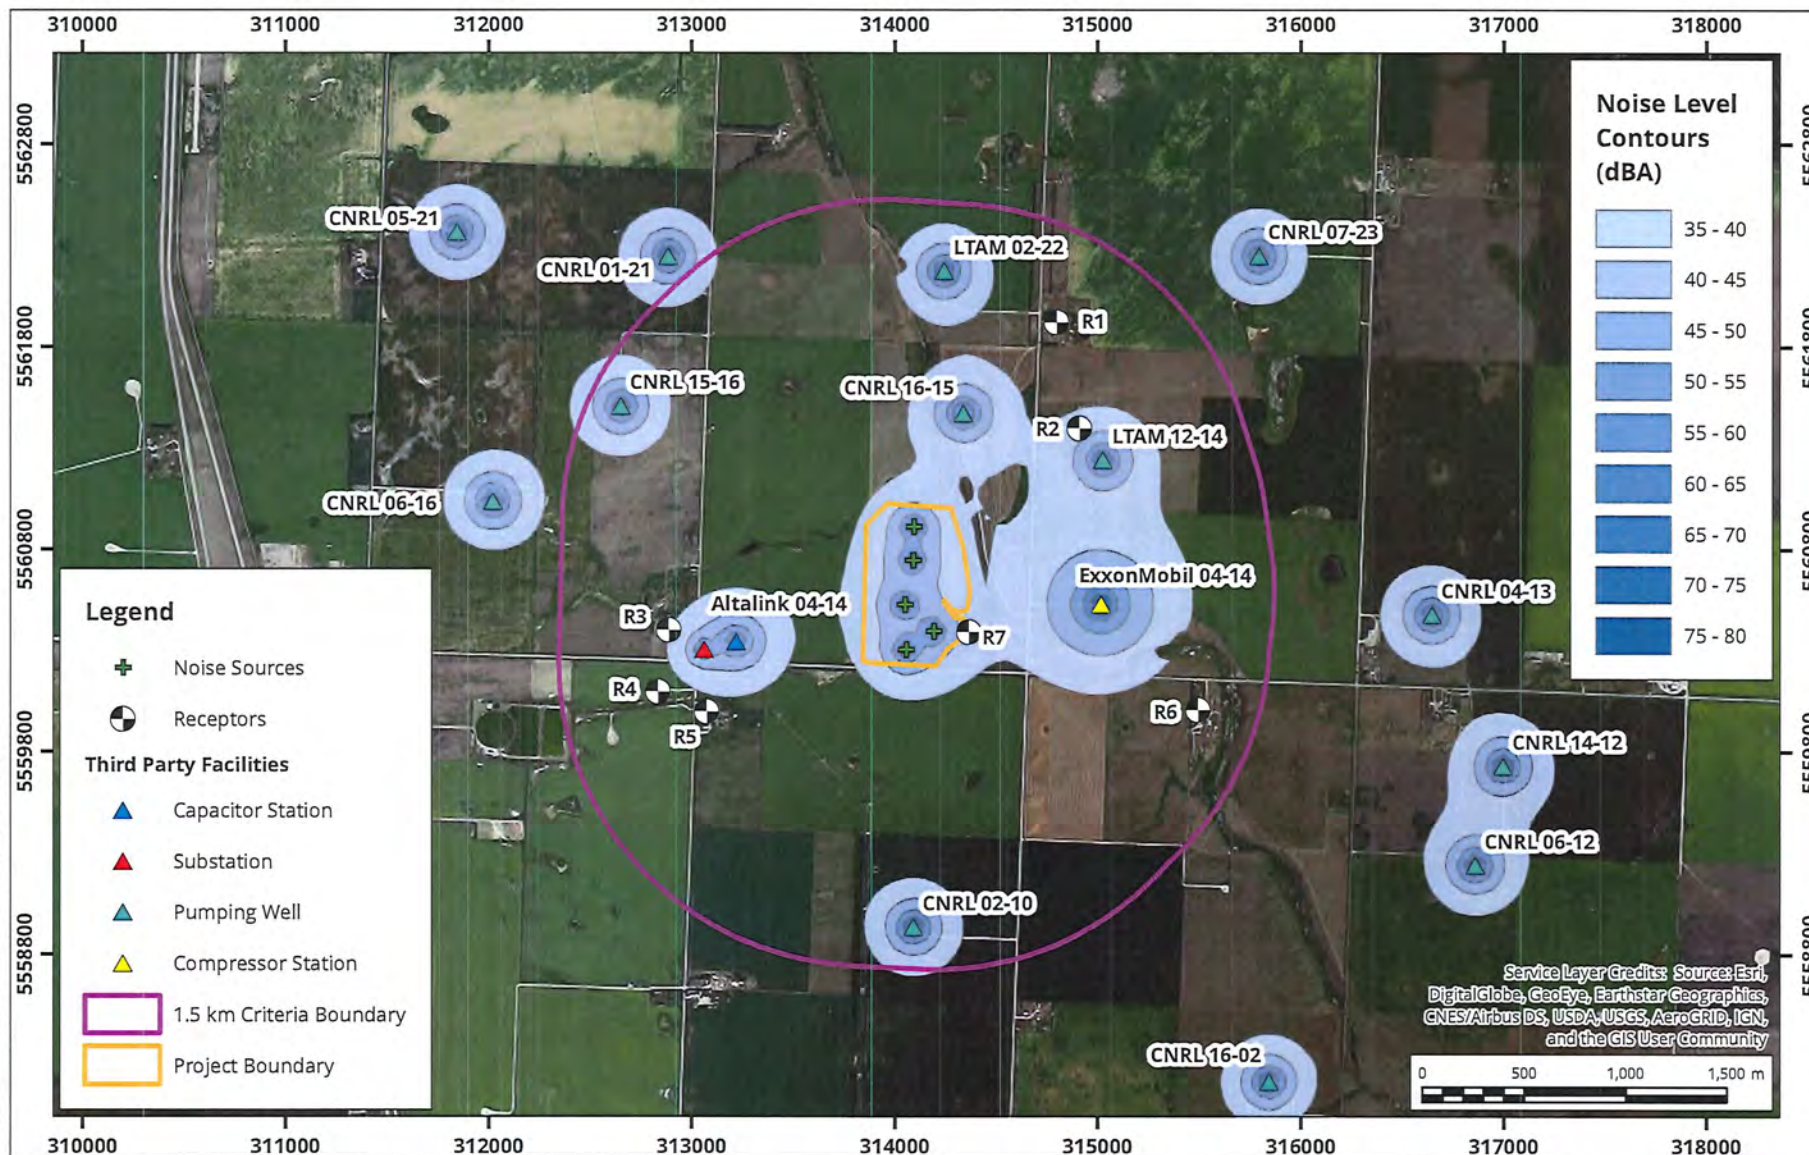 310000 311000 312000 313000 314000 315000 316000 317000 318000
5562800
5561800
5560800
5559800
5558800
5562800
5561800
5560800
5559800
5558800
Noise Level
Contours
(dBA)
35 - 40
40 - 45
45 - 50
50 - 55
55 - 60
60 - 65
65 - 70
70 - 75
75 - 80
CNRL 05-21
CNRL 01-21
LTAM 02-22
CNRL 07-23
R1
CNRL 15-16
CNRL 16-15
R2
LTAM 12-14
CNRL 06-16
ExxonMobil 04-14
CNRL 04-13
R3
Altalink 04-14
R7
R4
R5
R6
CNRL 14-12
CNRL 06-12
CNRL 02-10
CNRL 16-02
Legend
Noise Sources
Receptors
Third Party Facilities
Capacitor Station
Substation
Pumping Well
Compressor Station
1.5 km Criteria Boundary
Project Boundary
Service Layer Credits: Source: Esri,
DigitalGlobe, GeoEye, Earthstar Geographics,
CNES/Airbus DS, USDA, USGS, AeroGRID, IGN,
and the GIS User Community
0 500 1,000 1,500 m
310000 311000 312000 313000 314000 315000 316000 317000 318000